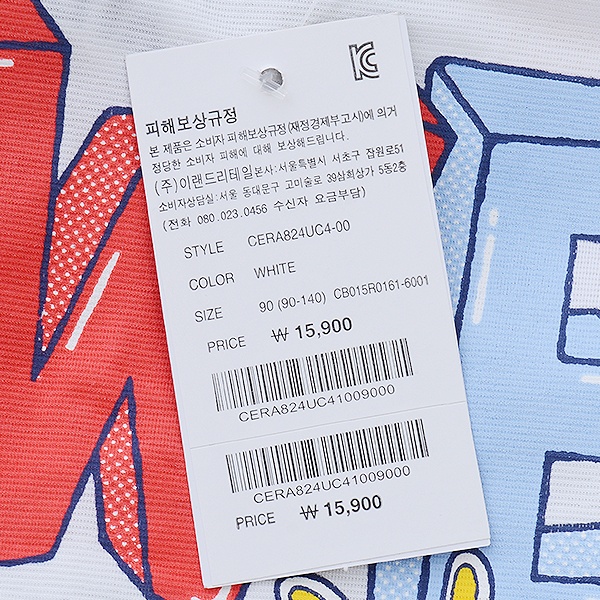 피해보상규정
본 제품은 소비자 피해보상규정(재정경제부고시)에 의거
정당한 소비자 피해에 대해 보상해드립니다.
(주)이랜드리테일본사:서울특별시 서초구 잠원로51
소비자상담실:서울 동대문구 고미술로 39삼희상가 5동2층
(전화 080.023.0456 수신자 요금부담)
STYLE CERA824UC4-00
COLOR WHITE
SIZE 90 (90-140) CB015R0161-6001
PRICE ₩ 15,900
CERA824UC41009000
CERA824UC41009000
PRICE ₩ 15,900